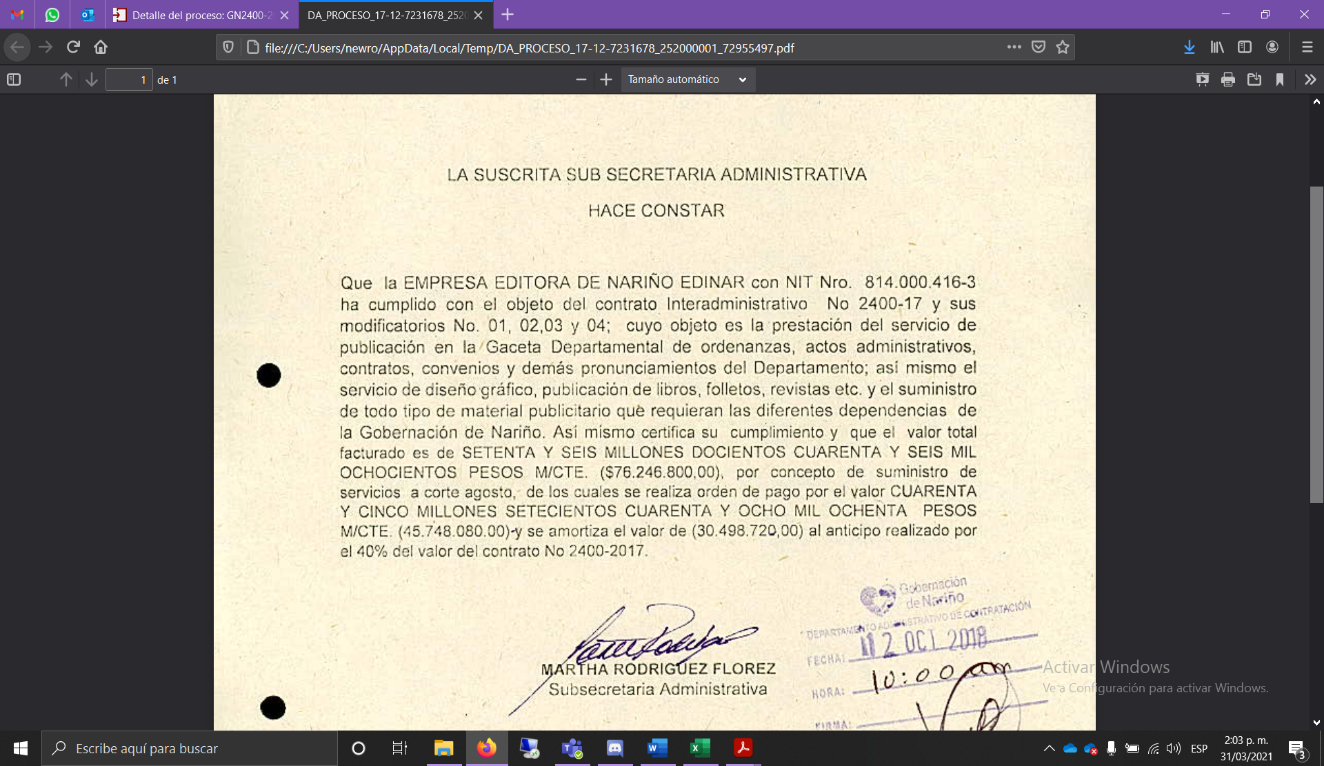 Detalle del proceso: GN2400-2
DA_PROCESO_17-12-7231678_2520
file:///C:/Users/newro/AppData/Local/Temp/DA_PROCESO_17-12-7231678_252000001_72955497.pdf
1 de 1
Tamaño automático
LA SUSCRITA SUB SECRETARIA ADMINISTRATIVA
HACE CONSTAR
Que la EMPRESA EDITORA DE NARIÑO EDINAR con NIT Nro. 814.000.416-3
ha cumplido con el objeto del contrato Interadministrativo No 2400-17 y sus
modificatorios No. 01, 02,03 y 04; cuyo objeto es la prestación del servicio de
publicación en la Gaceta Departamental de ordenanzas, actos administrativos,
contratos, convenios y demás pronunciamientos del Departamento; así mismo el
servicio de diseño gráfico, publicación de libros, folletos, revistas etc. y el suministro
de todo tipo de material publicitario que requieran las diferentes dependencias de
la Gobernación de Nariño. Así mismo certifica su cumplimiento y que el valor total
facturado es de SETENTA Y SEIS MILLONES DOCIENTOS CUARENTA Y SEIS MIL
OCHOCIENTOS PESOS M/CTE. ($76.246.800,00), por concepto de suministro de
servicios a corte agosto, de los cuales se realiza orden de pago por el valor CUARENTA
Y CINCO MILLONES SETECIENTOS CUARENTA Y OCHO MIL OCHENTA PESOS
M/CTE. (45.748.080.00) y se amortiza el valor de (30.498.720,00) al anticipo realizado por
el 40% del valor del contrato No 2400-2017.
Gobernación
de Nariño
DEPARTAMENTO ADMINISTRATIVO DE CONTRATACIÓN
FECHA: 12 OCT 2018
HORA: 10:00 am
FIRMA:
MARTHA RODRIGUEZ FLOREZ
Subsecretaria Administrativa
Activar Windows
Ve a Configuración para activar Windows.
Escribe aquí para buscar
ESP
2:03 p. m.
31/03/2021
3